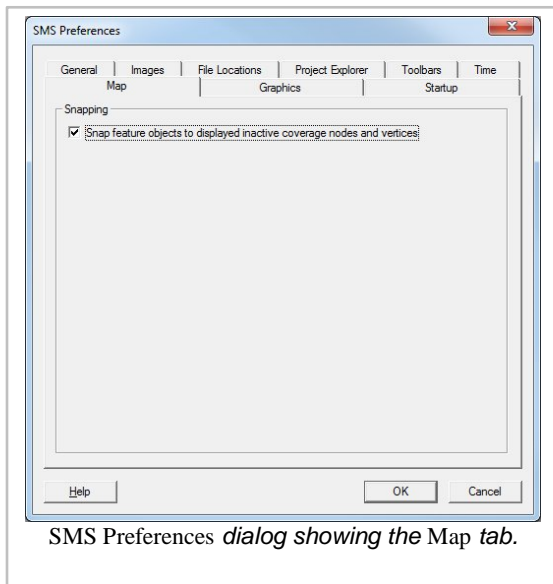 SMS Preferences
General Images File Locations Project Explorer Toolbars Time
Map Graphics Startup
Snapping
Snap feature objects to displayed inactive coverage nodes and vertices
Help OK Cancel
SMS Preferences dialog showing the Map tab.